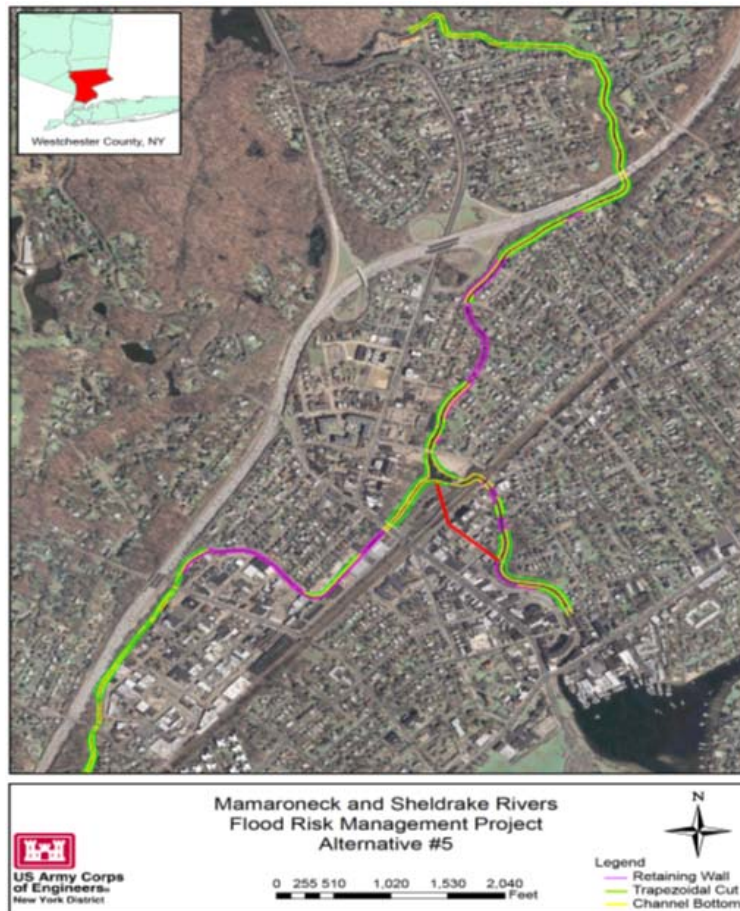 Westchester County, NY
Mamaroneck and Sheldrake Rivers
Flood Risk Management Project
Alternative #5
US Army Corps
of Engineers®
New York District
0 255 510 1,020 1,530 2,040
Feet
N
Legend
Retaining Wall
Trapezoidal Cut
Channel Bottom